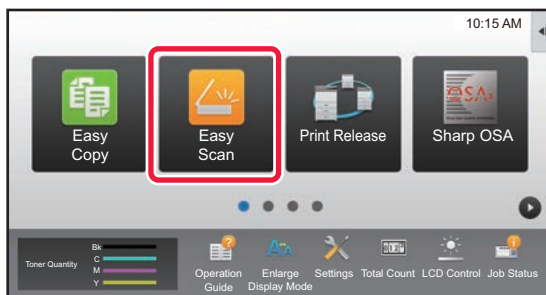 10:15 AM
Easy
Copy
Easy
Scan
Print Release
OSA
Sharp OSA
Toner Quantity
Bk
C
M
Y
Operation
Guide
Enlarge
Display Mode
Settings
Total Count
LCD Control
Job Status